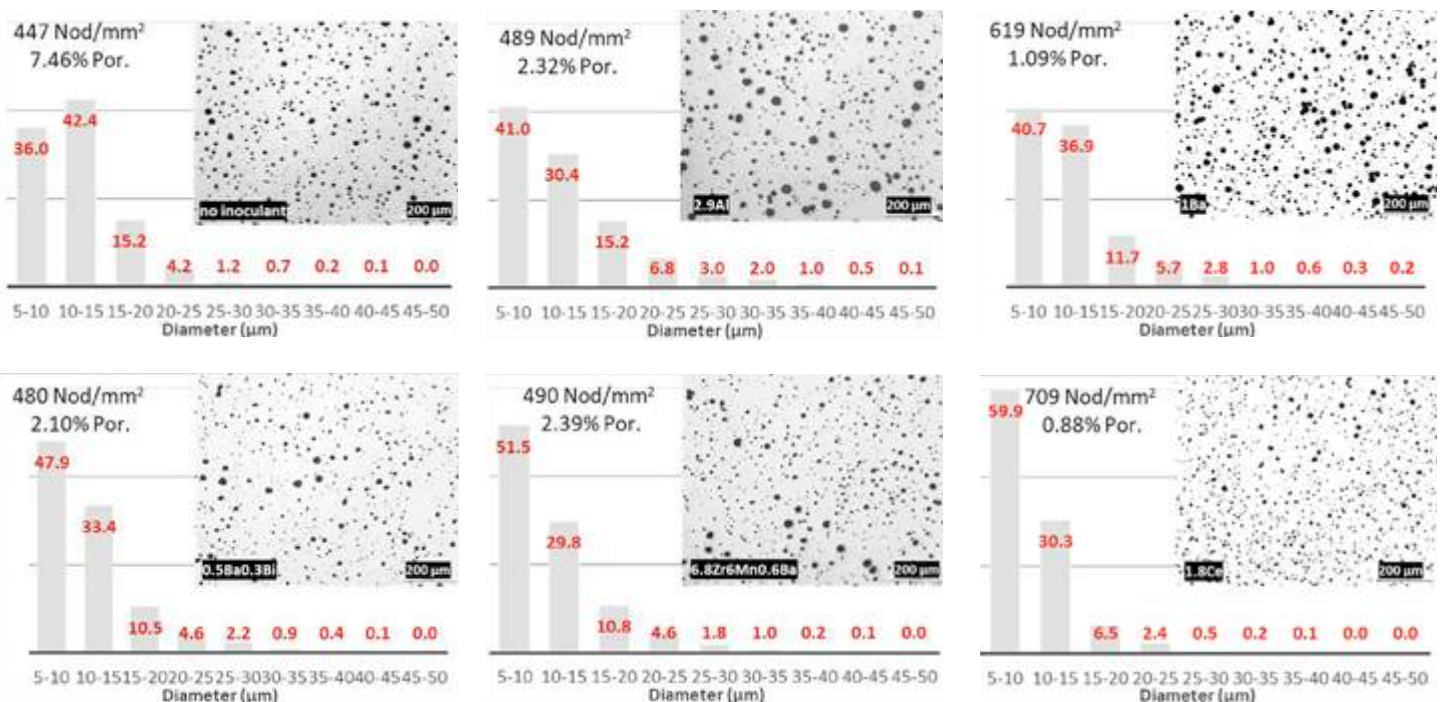 447 Nod/mm²
7.46% Por.
36.0 42.4 15.2 4.2 1.2 0.7 0.2 0.1 0.0
no inoculant 200 µm
5-10 10-15 15-20 20-25 25-30 30-35 35-40 40-45 45-50
Diameter (µm)
489 Nod/mm²
2.32% Por.
41.0 30.4 15.2 6.8 3.0 2.0 1.0 0.5 0.1
2.9Al 200 µm
5-10 10-15 15-20 20-25 25-30 30-35 35-40 40-45 45-50
Diameter (µm)
619 Nod/mm²
1.09% Por.
40.7 36.9 11.7 5.7 2.8 1.0 0.6 0.3 0.2
1Ba 200 µm
5-10 10-15 15-20 20-25 25-30 30-35 35-40 40-45 45-50
Diameter (µm)
480 Nod/mm²
2.10% Por.
47.9 33.4 10.5 4.6 2.2 0.9 0.4 0.1 0.0
0.5Ba0.3Bi 200 µm
5-10 10-15 15-20 20-25 25-30 30-35 35-40 40-45 45-50
Diameter (µm)
490 Nod/mm²
2.39% Por.
51.5 29.8 10.8 4.6 1.8 1.0 0.2 0.1 0.0
6.8Zr6Mn0.6Ba 200 µm
5-10 10-15 15-20 20-25 25-30 30-35 35-40 40-45 45-50
Diameter (µm)
709 Nod/mm²
0.88% Por.
59.9 30.3 6.5 2.4 0.5 0.2 0.1 0.0 0.0
1.8Ce 200 µm
5-10 10-15 15-20 20-25 25-30 30-35 35-40 40-45 45-50
Diameter (µm)